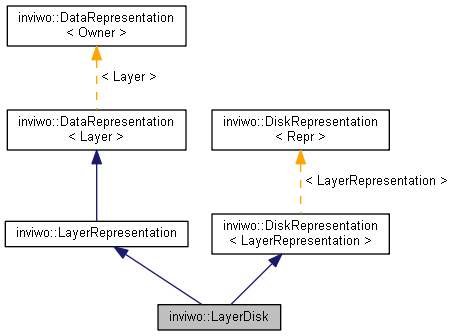 inviwo::DataRepresentation
< Owner >
< Layer >
inviwo::DataRepresentation
< Layer >
inviwo::DiskRepresentation
< Repr >
< LayerRepresentation >
inviwo::LayerRepresentation
inviwo::DiskRepresentation
< LayerRepresentation >
inviwo::LayerDisk